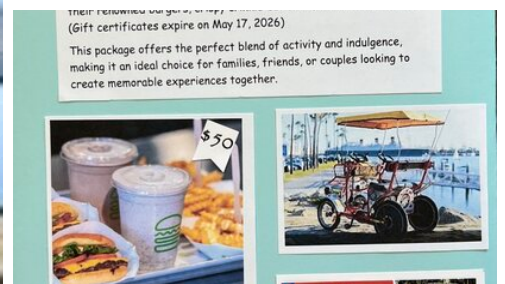 their renowned burgers, crispy
(Gift certificates expire on May 17, 2026)
This package offers the perfect blend of activity and indulgence,
making it an ideal choice for families, friends, or couples looking to
create memorable experiences together.
$50